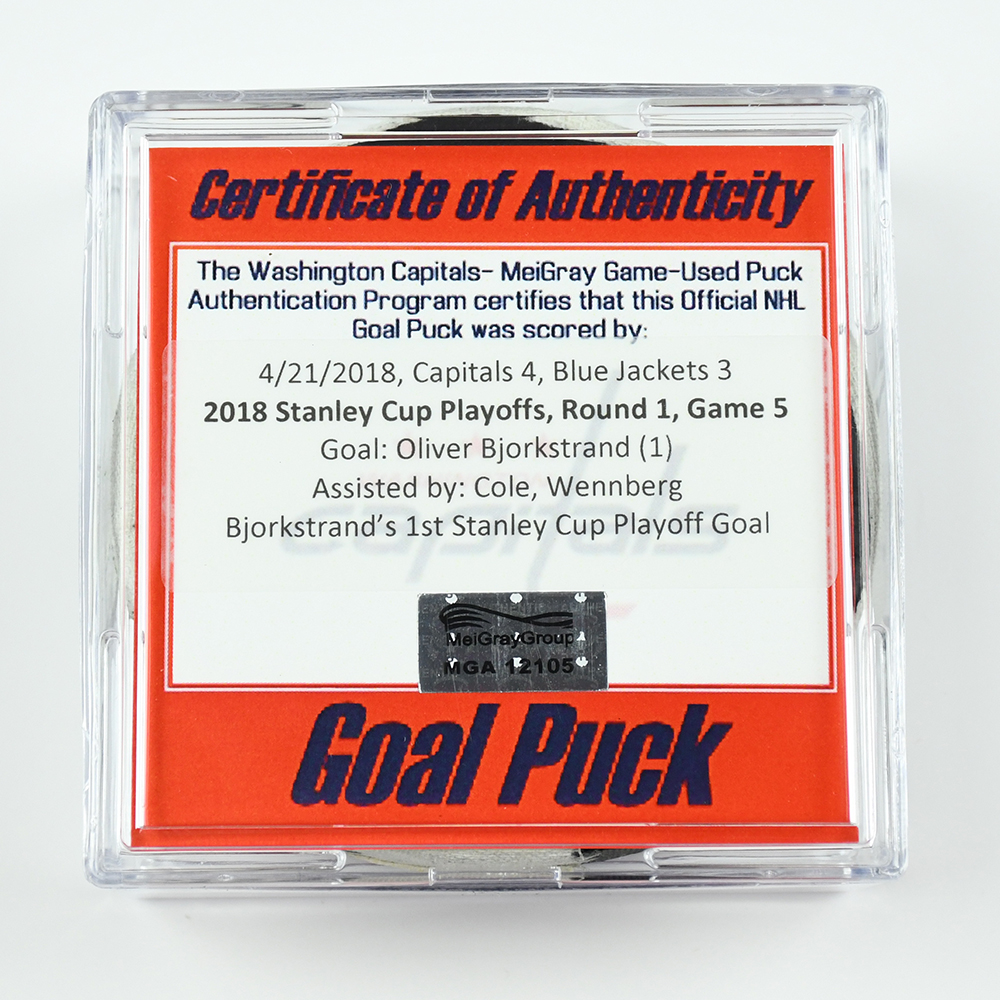 Certificate of Authenticity
The Washington Capitals- MeiGray Game-Used Puck
Authentication Program certifies that this Official NHL
Goal Puck was scored by:
4/21/2018, Capitals 4, Blue Jackets 3
2018 Stanley Cup Playoffs, Round 1, Game 5
Goal: Oliver Bjorkstrand (1)
Assisted by: Cole, Wennberg
Bjorkstrand's 1st Stanley Cup Playoff Goal
capitals
MeiGrayGroup
MGA 12105
Goal Puck